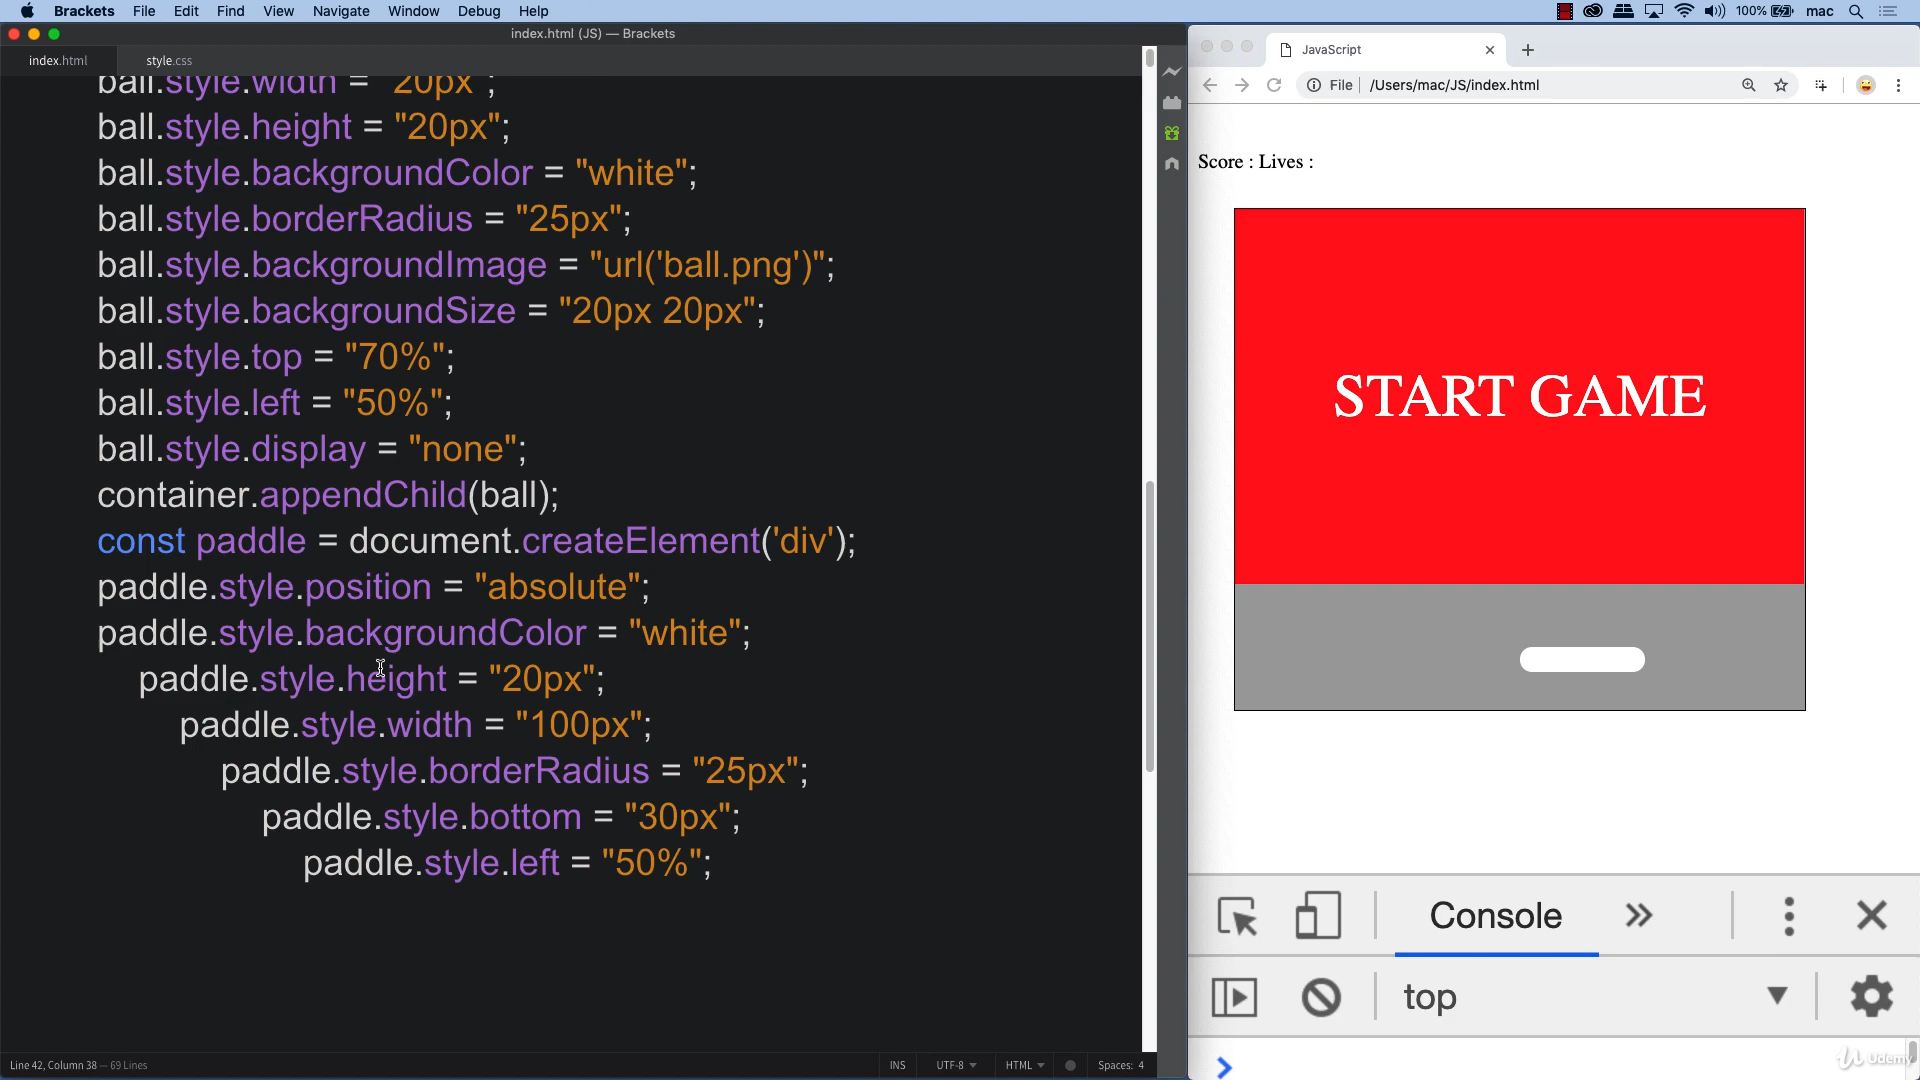 Brackets File Edit Find View Navigate Window Debug Help 100% mac
index.html (JS) — Brackets
index.html style.css
ball.style.width = "20px";
ball.style.height = "20px";
ball.style.backgroundColor = "white";
ball.style.borderRadius = "25px";
ball.style.backgroundImage = "url('ball.png')";
ball.style.backgroundSize = "20px 20px";
ball.style.top = "70%";
ball.style.left = "50%";
ball.style.display = "none";
container.appendChild(ball);
const paddle = document.createElement('div');
paddle.style.position = "absolute";
paddle.style.backgroundColor = "white";
paddle.style.height = "20px";
paddle.style.width = "100px";
paddle.style.borderRadius = "25px";
paddle.style.bottom = "30px";
paddle.style.left = "50%";
Line 42, Column 38 — 69 Lines
INS UTF-8 HTML Spaces: 4
JavaScript
File /Users/mac/JS/index.html
Score : Lives :
START GAME
Console
top
Udemy